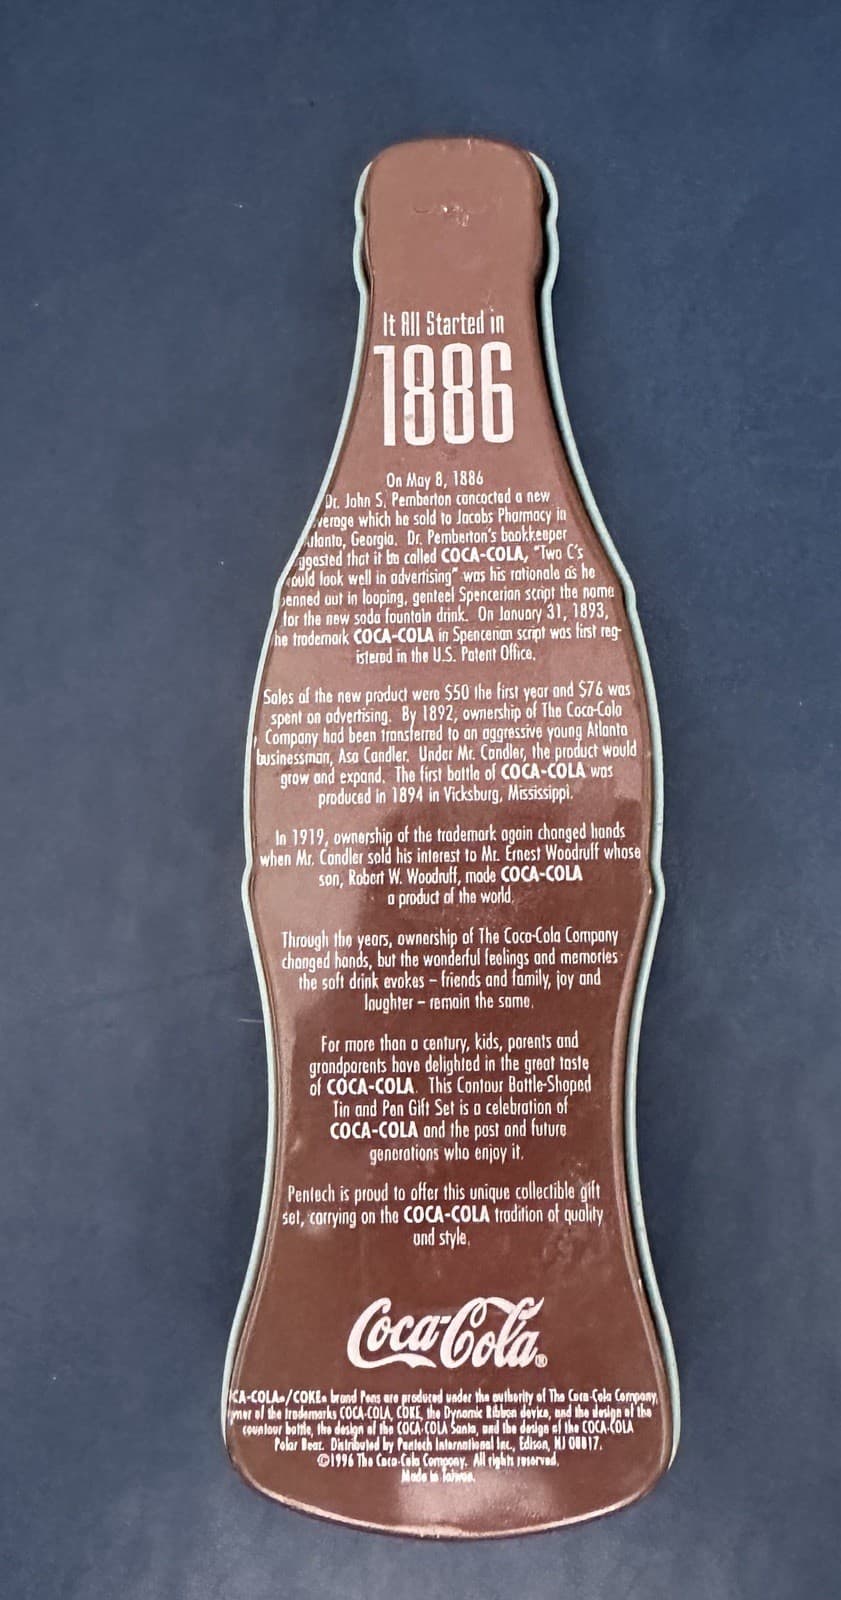 It All Started in
1886
On May 8, 1886
Dr. John S. Pemberton concocted a new
verage which he sold to Jacobs Pharmacy in
tlanta, Georgia. Dr. Pemberton's bookkeeper
ggested that it be called COCA-COLA, "Two C's
ould look well in advertising" was his rationale as he
enned out in looping, genteel Spencerian script the name
for the new soda fountain drink. On January 31, 1893,
he trademark COCA-COLA in Spencerian script was first reg-
istered in the U.S. Patent Office.
Sales of the new product were $50 the first year and $76 was
spent on advertising. By 1892, ownership of The Coca-Cola
Company had been transferred to an aggressive young Atlanta
businessman, Asa Candler. Under Mr. Candler, the product would
grow and expand. The first bottle of COCA-COLA was
produced in 1894 in Vicksburg, Mississippi.
In 1919, ownership of the trademark again changed hands
when Mr. Candler sold his interest to Mr. Ernest Woodruff whose
son, Robert W. Woodruff, made COCA-COLA
a product of the world.
Through the years, ownership of The Coca-Cola Company
changed hands, but the wonderful feelings and memories
the soft drink evokes – friends and family, joy and
laughter – remain the same.
For more than a century, kids, parents and
grandparents have delighted in the great taste
of COCA-COLA. This Contour Bottle-Shaped
Tin and Pen Gift Set is a celebration of
COCA-COLA and the past and future
generations who enjoy it.
Pentech is proud to offer this unique collectible gift
set, carrying on the COCA-COLA tradition of quality
and style.
Coca-Cola®
CA-COLA®/COKE® brand Pens are produced under the authority of The Coca-Cola Company,
wner of the trademarks COCA-COLA, COKE, the Dynamic Ribbon device, and the design of the
countour bottle, the design of the COCA-COLA Santa, and the design of the COCA-COLA
Polar Bear. Distributed by Pentech International Inc., Edison, NJ 08817.
©1996 The Coca-Cola Company. All rights reserved.
Made in Taiwan.